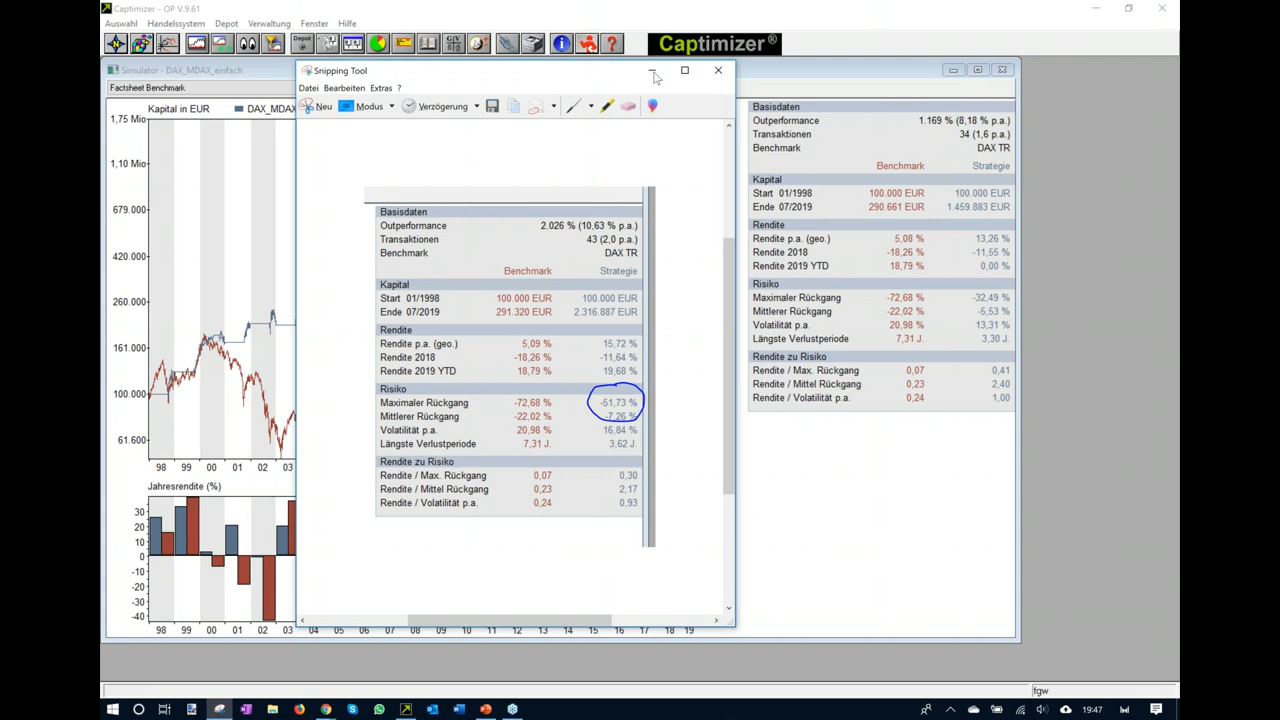 Captimizer - OP V.9.61
Auswahl Handelssystem Depot Verwaltung Fenster Hilfe
Depot
Captimizer®
Simulator - DAX_MDAX_einfach
Factsheet Benchmark
Kapital in EUR DAX_MDAX
1,75 Mio
1,10 Mio
679.000
420.000
260.000
161.000
100.000
61.600
98 99 00 01 02 03
Jahresrendite (%)
30
20
10
0
-10
-20
-30
-40
98 99 00 01 02 03 04 05 06 07 08 09 10 11 12 13 14 15 16 17 18 19
Snipping Tool
Datei Bearbeiten Extras ?
Neu Modus Verzögerung
Basisdaten
Outperformance 2.026 % (10,63 % p.a.)
Transaktionen 43 (2,0 p.a.)
Benchmark DAX TR
Benchmark Strategie
Kapital
Start 01/1998 100.000 EUR 100.000 EUR
Ende 07/2019 291.320 EUR 2.316.887 EUR
Rendite
Rendite p.a. (geo.) 5,09 % 15,72 %
Rendite 2018 -18,26 % -11,64 %
Rendite 2019 YTD 18,79 % 19,68 %
Risiko
Maximaler Rückgang -72,68 % -51,73 %
Mittlerer Rückgang -22,02 % -7,26 %
Volatilität p.a. 20,98 % 16,84 %
Längste Verlustperiode 7,31 J. 3,62 J.
Rendite zu Risiko
Rendite / Max. Rückgang 0,07 0,30
Rendite / Mittel Rückgang 0,23 2,17
Rendite / Volatilität p.a. 0,24 0,93
Basisdaten
Outperformance 1.169 % (8,18 % p.a.)
Transaktionen 34 (1,6 p.a.)
Benchmark DAX TR
Benchmark Strategie
Kapital
Start 01/1998 100.000 EUR 100.000 EUR
Ende 07/2019 290.661 EUR 1.459.883 EUR
Rendite
Rendite p.a. (geo.) 5,08 % 13,26 %
Rendite 2018 -18,26 % -11,55 %
Rendite 2019 YTD 18,79 % 0,00 %
Risiko
Maximaler Rückgang -72,68 % -32,49 %
Mittlerer Rückgang -22,02 % -5,53 %
Volatilität p.a. 20,98 % 13,31 %
Längste Verlustperiode 7,31 J. 3,30 J.
Rendite zu Risiko
Rendite / Max. Rückgang 0,07 0,41
Rendite / Mittel Rückgang 0,23 2,40
Rendite / Volatilität p.a. 0,24 1,00
fgw
19:47